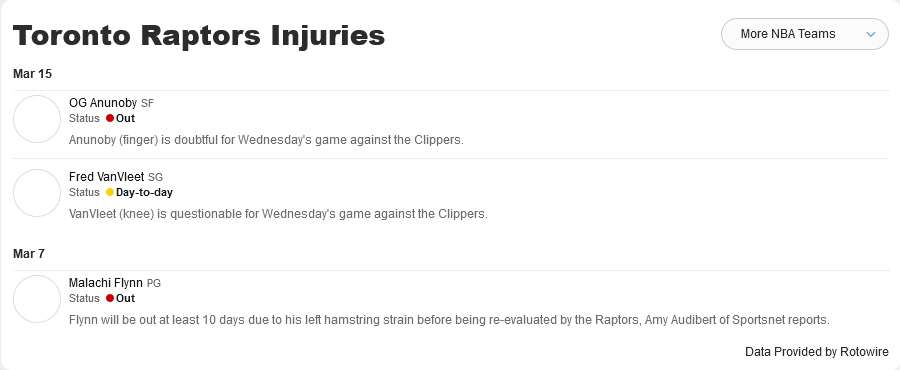 Toronto Raptors Injuries
More NBA Teams
Mar 15
OG Anunoby SF
Status Out
Anunoby (finger) is doubtful for Wednesday's game against the Clippers.
Fred VanVleet SG
Status Day-to-day
VanVleet (knee) is questionable for Wednesday's game against the Clippers.
Mar 7
Malachi Flynn PG
Status Out
Flynn will be out at least 10 days due to his left hamstring strain before being re-evaluated by the Raptors, Amy Audibert of Sportsnet reports.
Data Provided by Rotowire